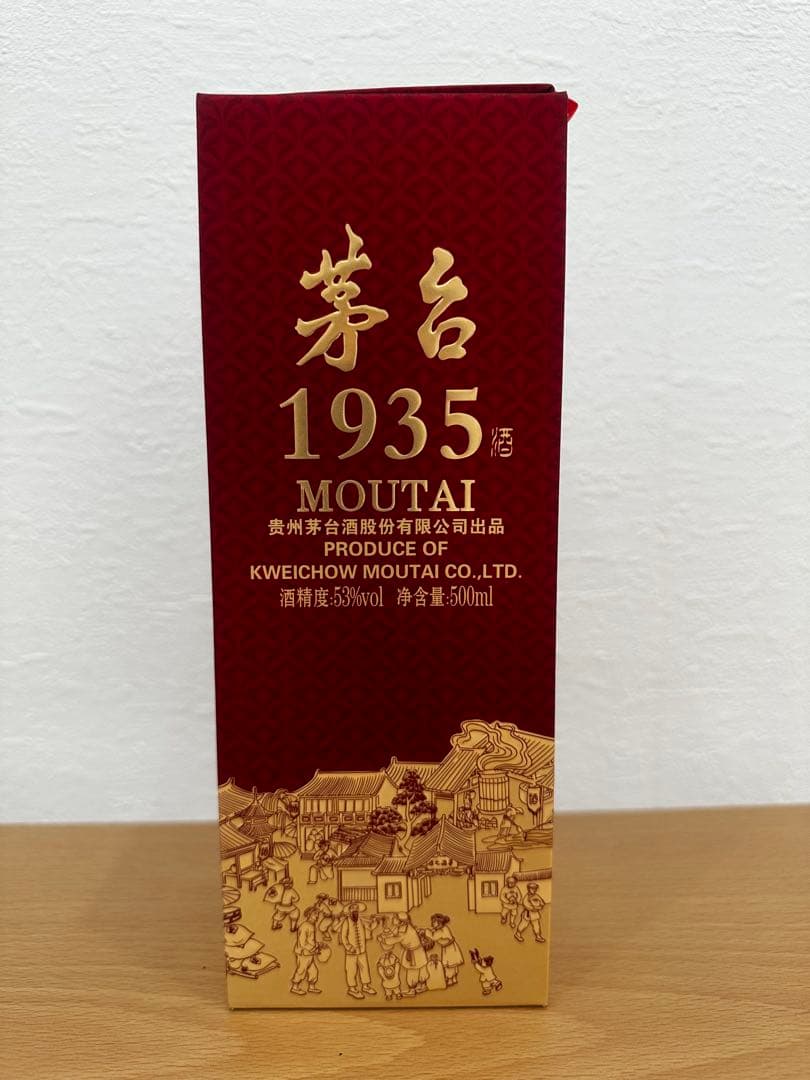 茅台
1935酒
MOUTAI
贵州茅台酒股份有限公司出品
PRODUCE OF
KWEICHOW MOUTAI CO.,LTD.
酒精度:53%vol 净含量:500ml